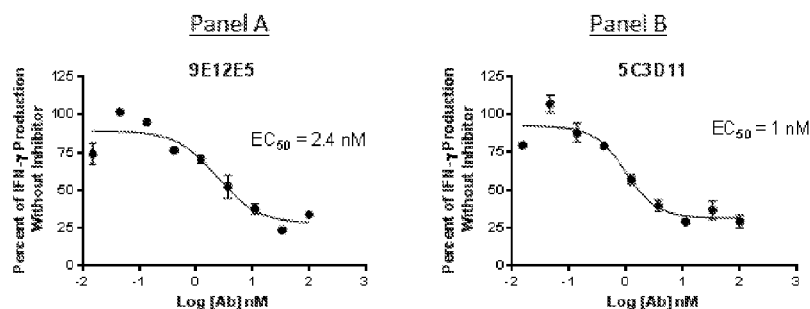 Panel A
9E12E5
Percent of IFN-γ Production
Without Inhibitor
125
100
75
50
25
0
-2 -1 0 1 2 3
Log [Ab] nM
EC50 = 2.4 nM
Panel B
5C3D11
Percent of IFN-γ Production
Without Inhibitor
125
100
75
50
25
0
-2 -1 0 1 2 3
Log [Ab] nM
EC50 = 1 nM